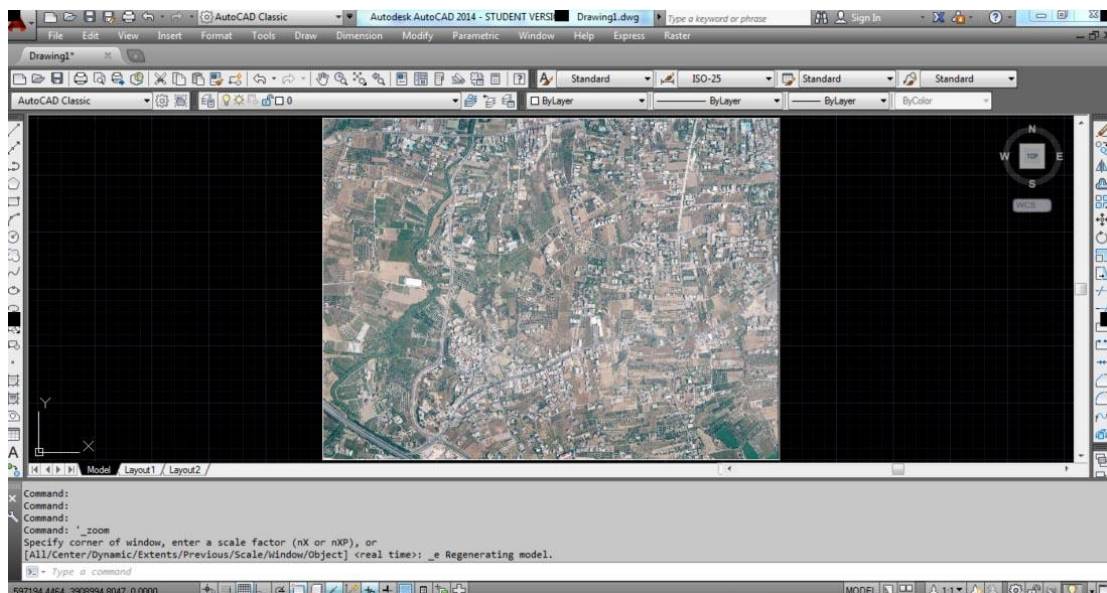 AutoCAD Classic Autodesk AutoCAD 2014 - STUDENT VERSI Drawing1.dwg Type a keyword or phrase Sign In
File Edit View Insert Format Tools Draw Dimension Modify Parametric Window Help Express Raster
Drawing1*
Standard ISO-25 Standard Standard
AutoCAD Classic 0 ByLayer ByLayer ByLayer ByColor
N
W TOP E
S
WCS
Y
X
Model Layout1 Layout2
Command:
Command:
Command:
Command: '_zoom
Specify corner of window, enter a scale factor (nX or nXP), or
[All/Center/Dynamic/Extents/Previous/Scale/Window/Object] <real time>: _e Regenerating model.
Type a command
597194.4464, 3908994.8047, 0.0000 MODEL 1:1